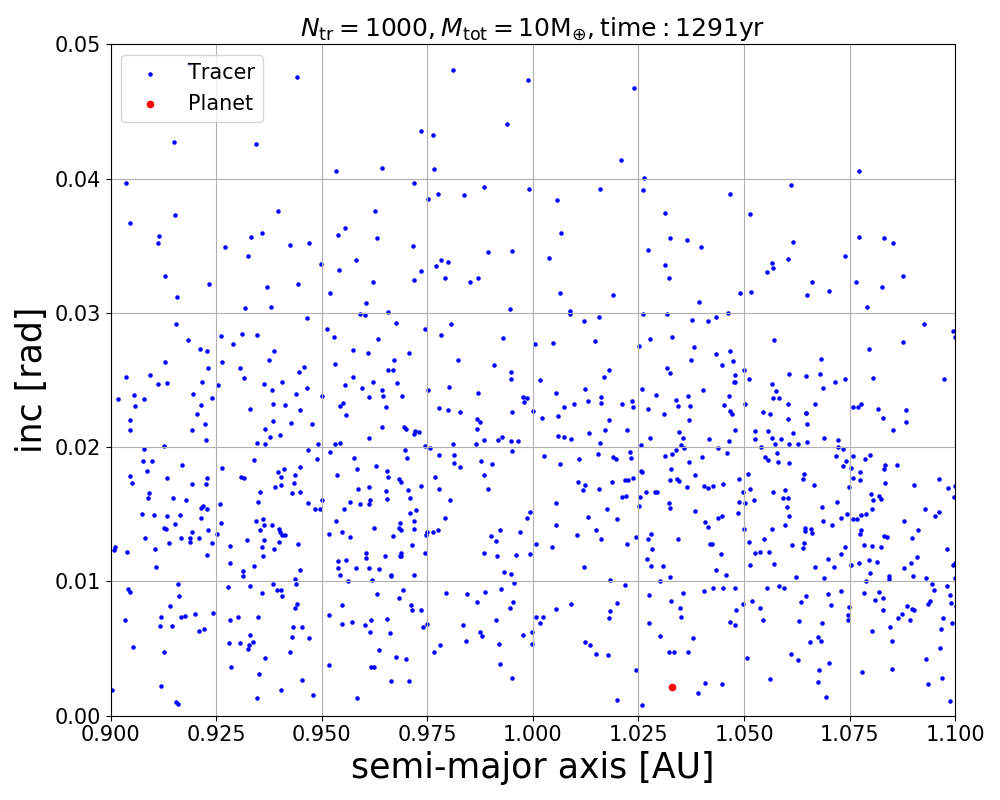 N_tr = 1000, M_tot = 10M_⊕, time : 1291yr
Tracer
Planet
inc [rad]
0.05
0.04
0.03
0.02
0.01
0.00
0.900 0.925 0.950 0.975 1.000 1.025 1.050 1.075 1.100
semi-major axis [AU]